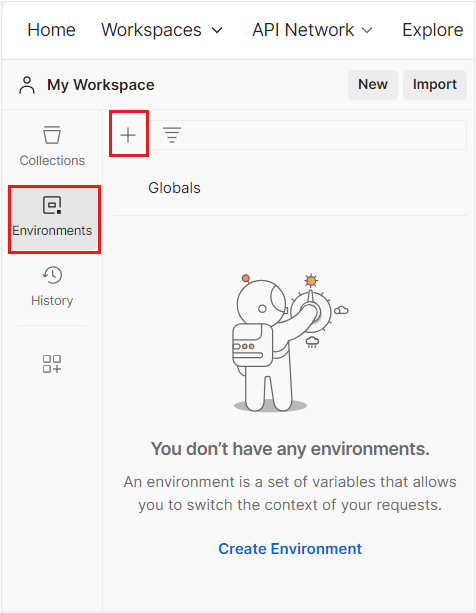 Home Workspaces API Network Explore
My Workspace New Import
Collections
Globals
Environments
History
You don't have any environments.
An environment is a set of variables that allows
you to switch the context of your requests.
Create Environment